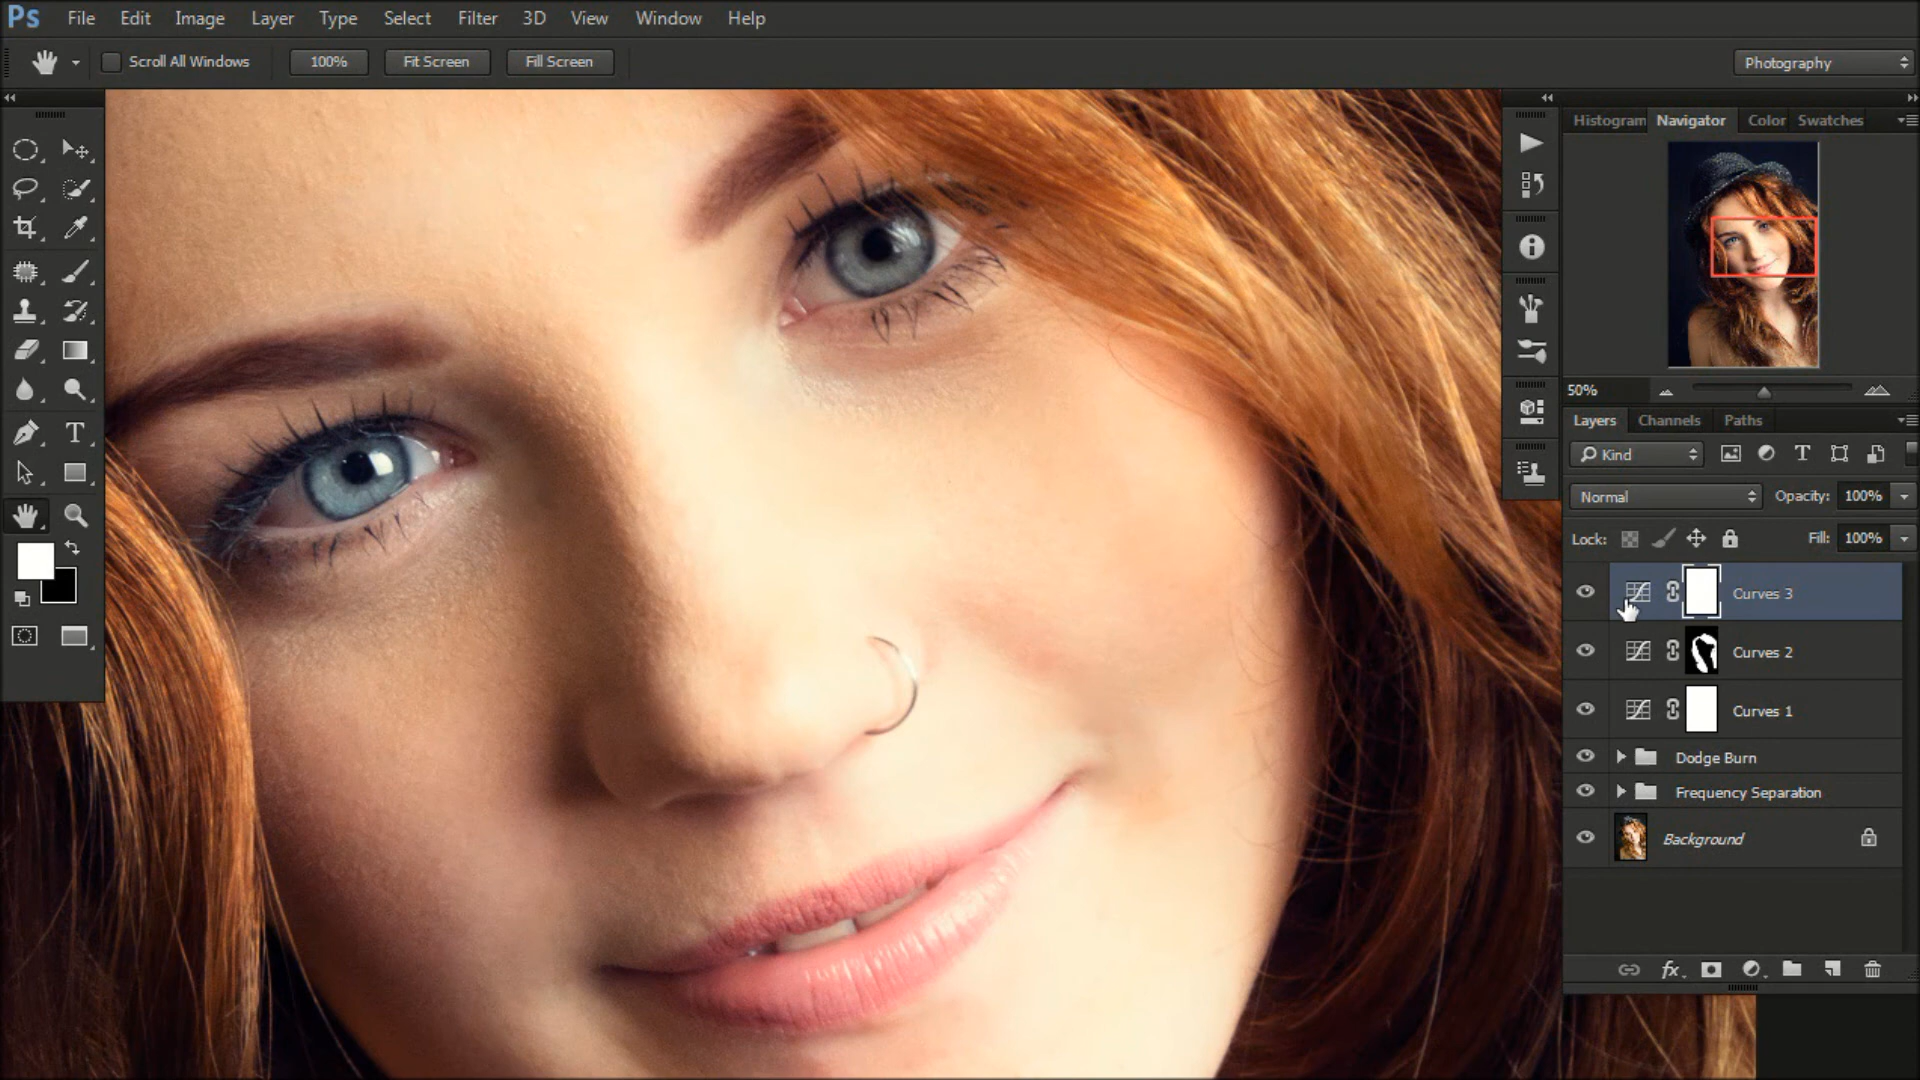 Ps File Edit Image Layer Type Select Filter 3D View Window Help
Scroll All Windows 100% Fit Screen Fill Screen Photography
Histogram Navigator Color Swatches
50%
Layers Channels Paths
Kind
Normal Opacity: 100%
Lock: Fill: 100%
Curves 3
Curves 2
Curves 1
Dodge Burn
Frequency Separation
Background
fx